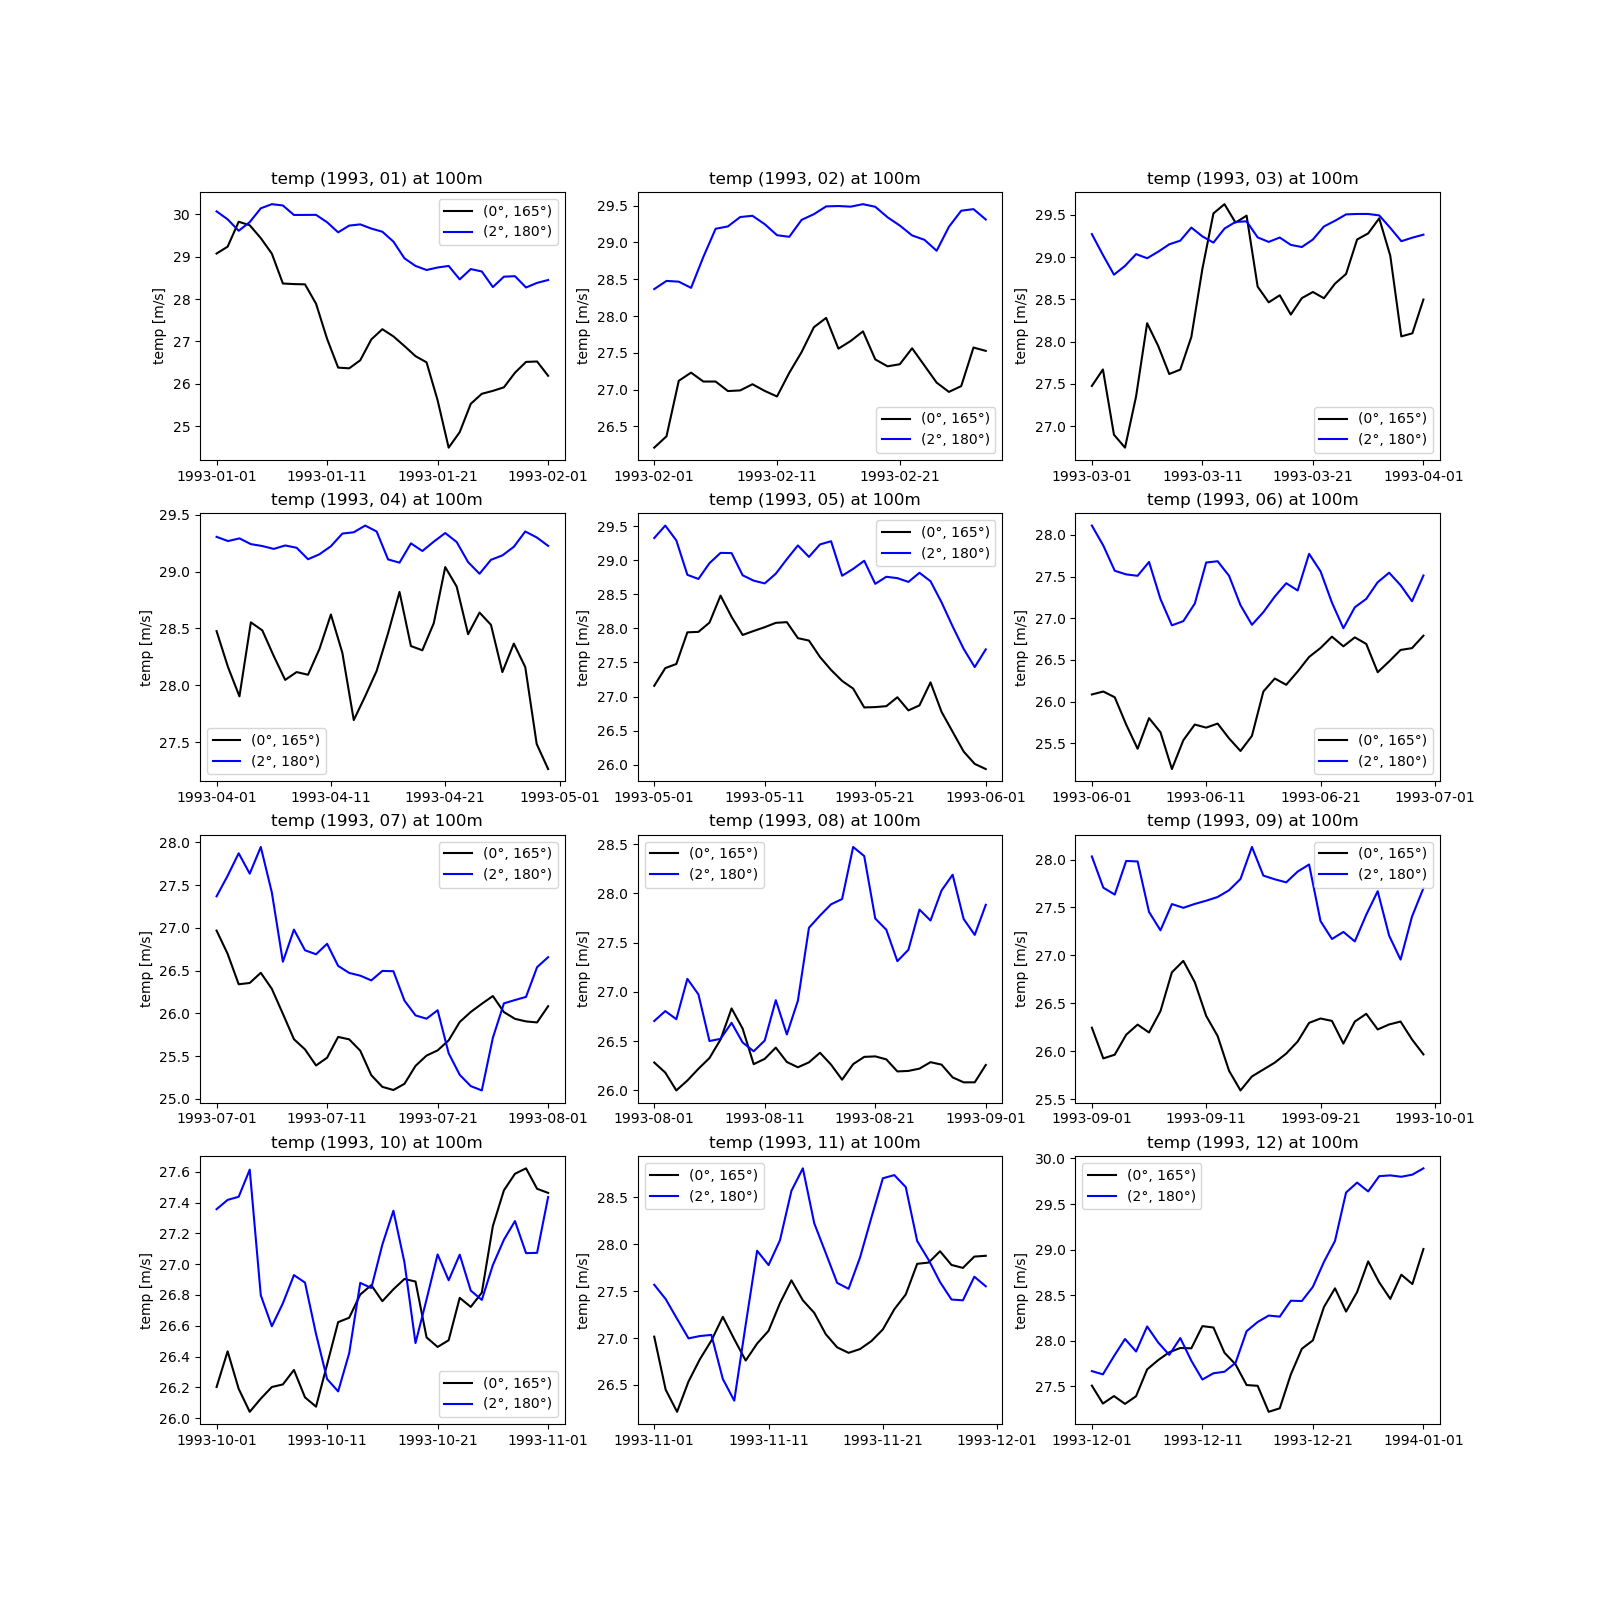 temp (1993, 01) at 100m
temp [m/s]
30
29
28
27
26
25
(0°, 165°)
(2°, 180°)
1993-01-01 1993-01-11 1993-01-21 1993-02-01
temp (1993, 02) at 100m
temp [m/s]
29.5
29.0
28.5
28.0
27.5
27.0
26.5
(0°, 165°)
(2°, 180°)
1993-02-01 1993-02-11 1993-02-21
temp (1993, 03) at 100m
temp [m/s]
29.5
29.0
28.5
28.0
27.5
27.0
(0°, 165°)
(2°, 180°)
1993-03-01 1993-03-11 1993-03-21 1993-04-01
temp (1993, 04) at 100m
temp [m/s]
29.5
29.0
28.5
28.0
27.5
(0°, 165°)
(2°, 180°)
1993-04-01 1993-04-11 1993-04-21 1993-05-01
temp (1993, 05) at 100m
temp [m/s]
29.5
29.0
28.5
28.0
27.5
27.0
26.5
26.0
(0°, 165°)
(2°, 180°)
1993-05-01 1993-05-11 1993-05-21 1993-06-01
temp (1993, 06) at 100m
temp [m/s]
28.0
27.5
27.0
26.5
26.0
25.5
(0°, 165°)
(2°, 180°)
1993-06-01 1993-06-11 1993-06-21 1993-07-01
temp (1993, 07) at 100m
temp [m/s]
28.0
27.5
27.0
26.5
26.0
25.5
25.0
(0°, 165°)
(2°, 180°)
1993-07-01 1993-07-11 1993-07-21 1993-08-01
temp (1993, 08) at 100m
temp [m/s]
28.5
28.0
27.5
27.0
26.5
26.0
(0°, 165°)
(2°, 180°)
1993-08-01 1993-08-11 1993-08-21 1993-09-01
temp (1993, 09) at 100m
temp [m/s]
28.0
27.5
27.0
26.5
26.0
25.5
(0°, 165°)
(2°, 180°)
1993-09-01 1993-09-11 1993-09-21 1993-10-01
temp (1993, 10) at 100m
temp [m/s]
27.6
27.4
27.2
27.0
26.8
26.6
26.4
26.2
26.0
(0°, 165°)
(2°, 180°)
1993-10-01 1993-10-11 1993-10-21 1993-11-01
temp (1993, 11) at 100m
temp [m/s]
28.5
28.0
27.5
27.0
26.5
(0°, 165°)
(2°, 180°)
1993-11-01 1993-11-11 1993-11-21 1993-12-01
temp (1993, 12) at 100m
temp [m/s]
30.0
29.5
29.0
28.5
28.0
27.5
(0°, 165°)
(2°, 180°)
1993-12-01 1993-12-11 1993-12-21 1994-01-01